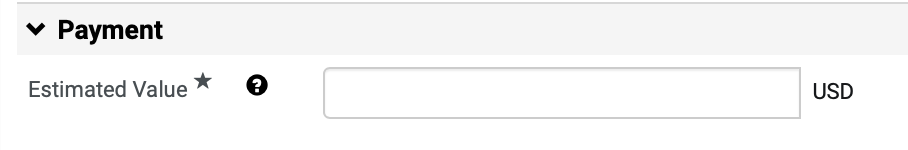 Payment
Estimated Value ★ ? USD